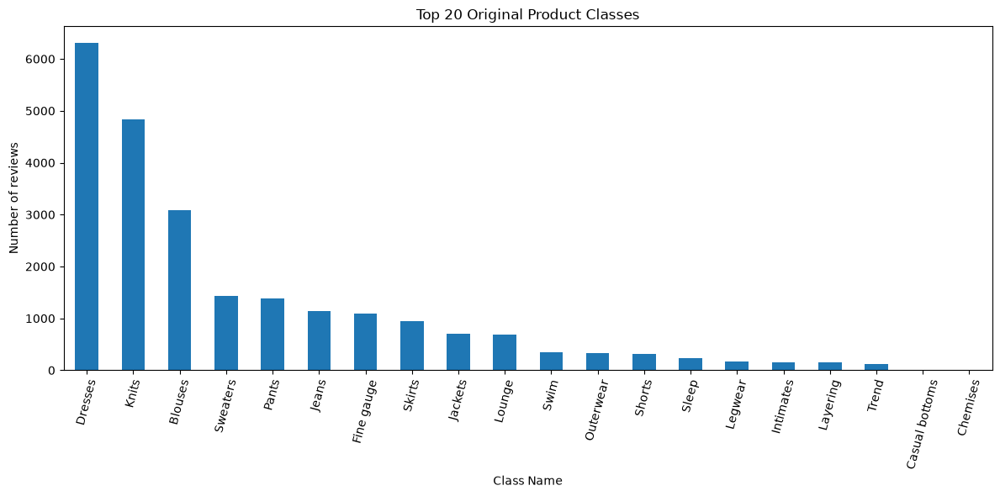 Top 20 Original Product Classes
Number of reviews
6000
5000
4000
3000
2000
1000
0
Dresses
Knits
Blouses
Sweaters
Pants
Jeans
Fine gauge
Skirts
Jackets
Lounge
Swim
Outerwear
Shorts
Sleep
Legwear
Intimates
Layering
Trend
Casual bottoms
Chemises
Class Name